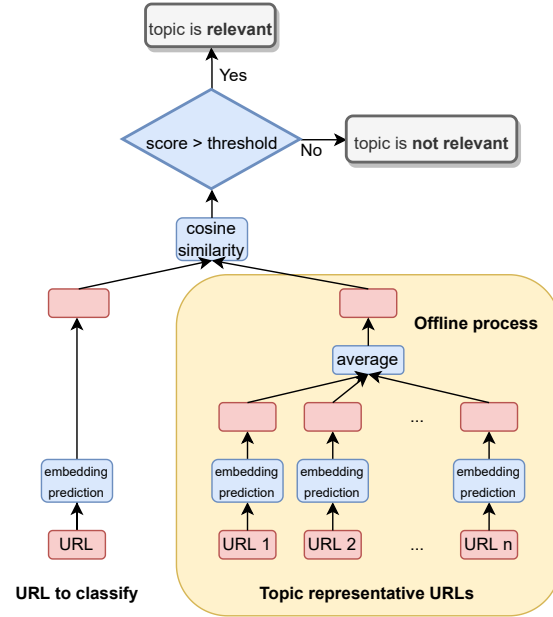 topic is relevant
Yes
score > threshold
No
topic is not relevant
cosine
similarity
Offline process
average
...
embedding
prediction
embedding
prediction
embedding
prediction
embedding
prediction
URL
URL 1
URL 2
...
URL n
URL to classify
Topic representative URLs